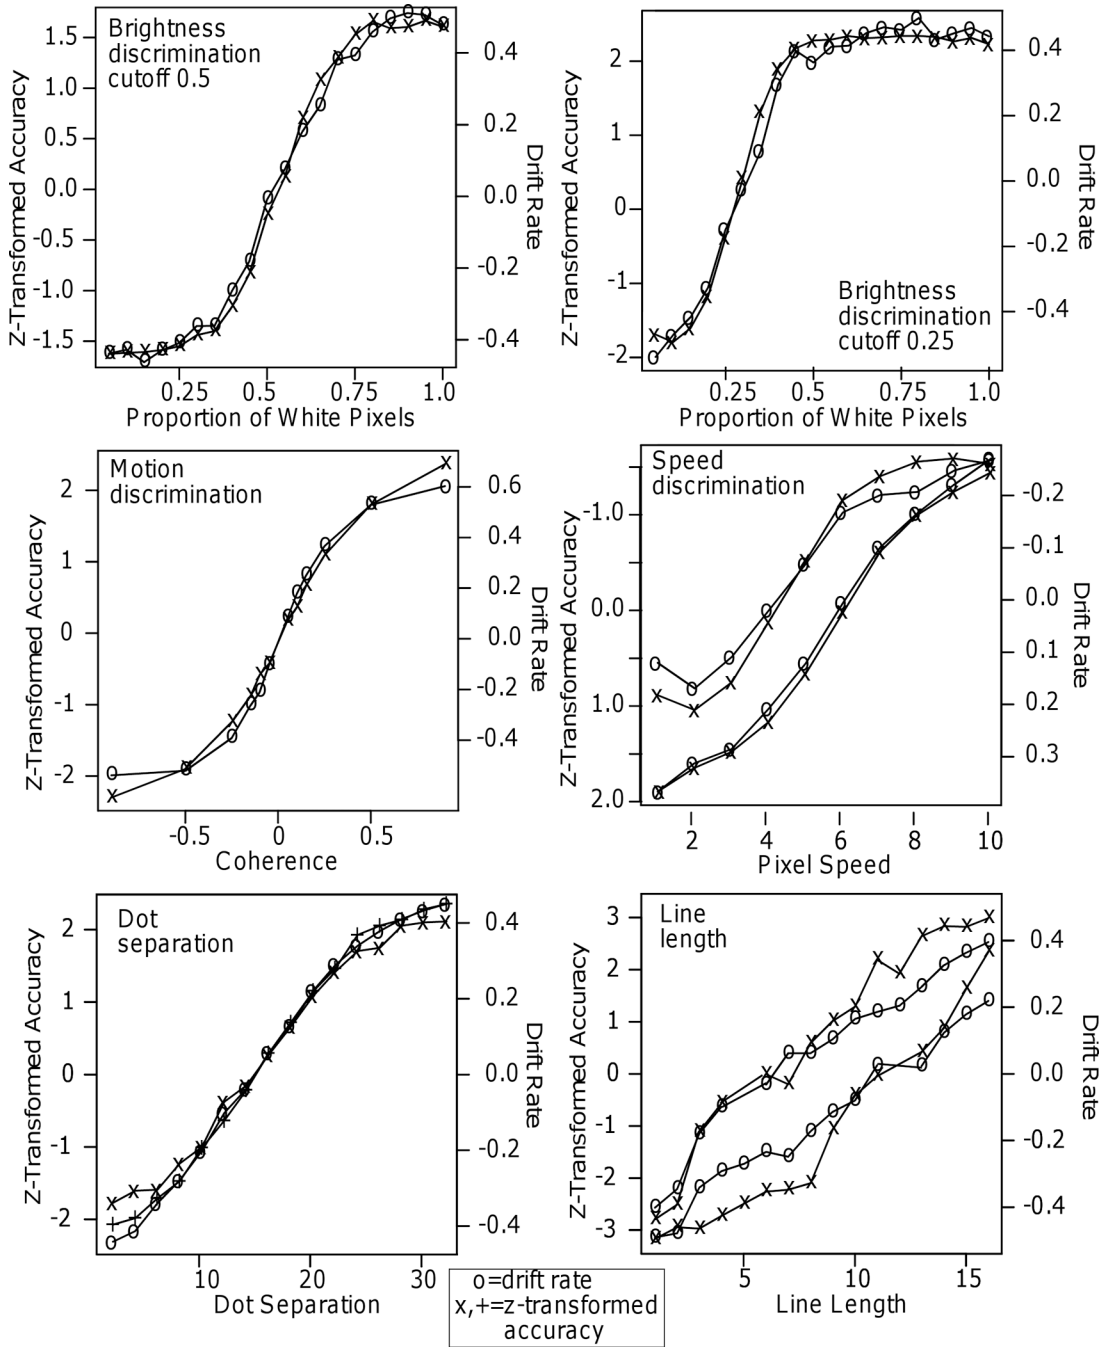 Brightness
discrimination
cutoff 0.5
Z-Transformed Accuracy
1.5
1.0
0.5
0.0
-0.5
-1.0
-1.5
0.4
0.2
0.0
-0.2
-0.4
Drift Rate
0.25 0.5 0.75 1.0
Proportion of White Pixels
Brightness
discrimination
cutoff 0.25
Z-Transformed Accuracy
2
1
0
-1
-2
0.4
0.2
0.0
-0.2
-0.4
Drift Rate
0.25 0.5 0.75 1.0
Proportion of White Pixels
Motion
discrimination
Z-Transformed Accuracy
2
1
0
-1
-2
0.6
0.4
0.2
0.0
-0.2
-0.4
Drift Rate
-0.5 0 0.5
Coherence
Speed
discrimination
Z-Transformed Accuracy
-1.0
0.0
1.0
2.0
-0.2
-0.1
0.0
0.1
0.2
0.3
Drift Rate
2 4 6 8 10
Pixel Speed
Dot
separation
Z-Transformed Accuracy
2
1
0
-1
-2
0.4
0.2
0.0
-0.2
-0.4
Drift Rate
10 20 30
Dot Separation
Line
length
Z-Transformed Accuracy
3
2
1
0
-1
-2
-3
0.4
0.2
0.0
-0.2
-0.4
Drift Rate
5 10 15
Line Length
o=drift rate
x,+=z-transformed
accuracy